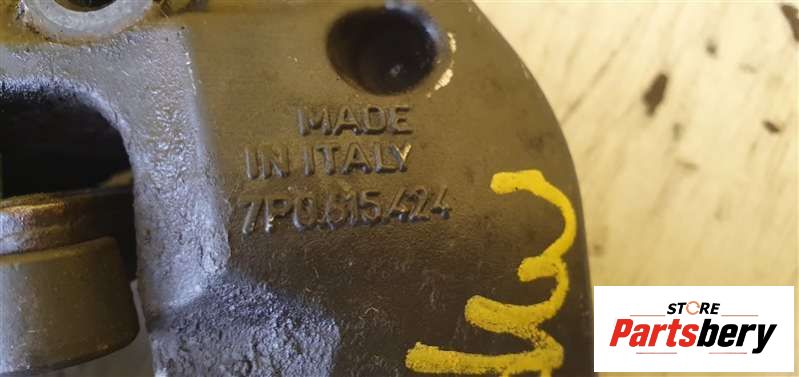 MADE
IN ITALY
7P0.615.424
STORE
Partsbery